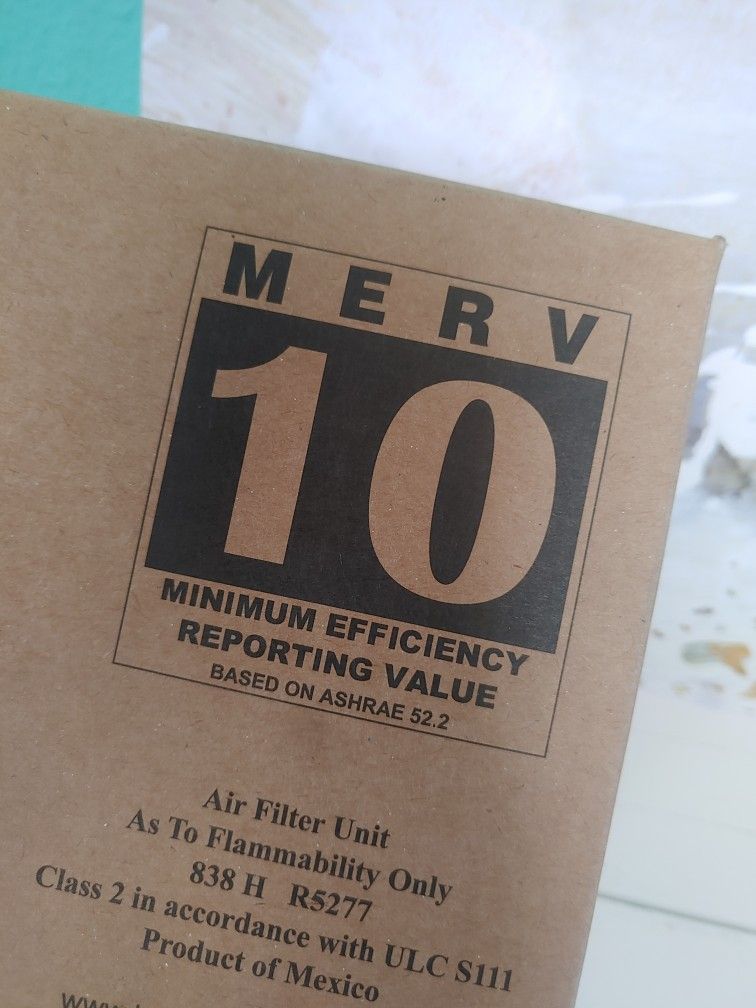 MERV
10
MINIMUM EFFICIENCY
REPORTING VALUE
BASED ON ASHRAE 52.2
Air Filter Unit
As To Flammability Only
838 H R5277
Class 2 in accordance with ULC S111
Product of Mexico